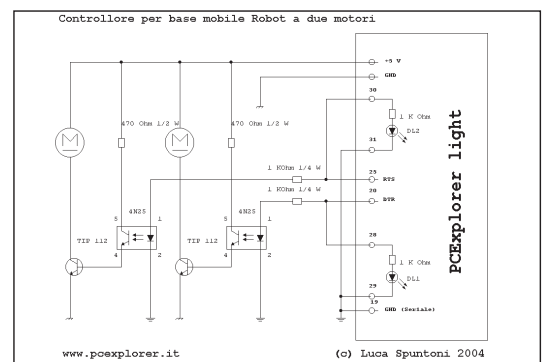 Controllore per base mobile Robot a due motori
+5 V
GND
30
470 Ohm 1/2 W
470 Ohm 1/2 W
1 K Ohm
DL2
M
M
31
1 KOhm 1/4 W
25
RTS
1 KOhm 1/4 W
20
DTR
PCExplorer light
4N25
4N25
5
1
5
1
TIP 112
TIP 112
4
2
4
2
28
1 K Ohm
DL1
29
19
GND (Seriale)
www.pcexplorer.it
(c) Luca Spuntoni 2004